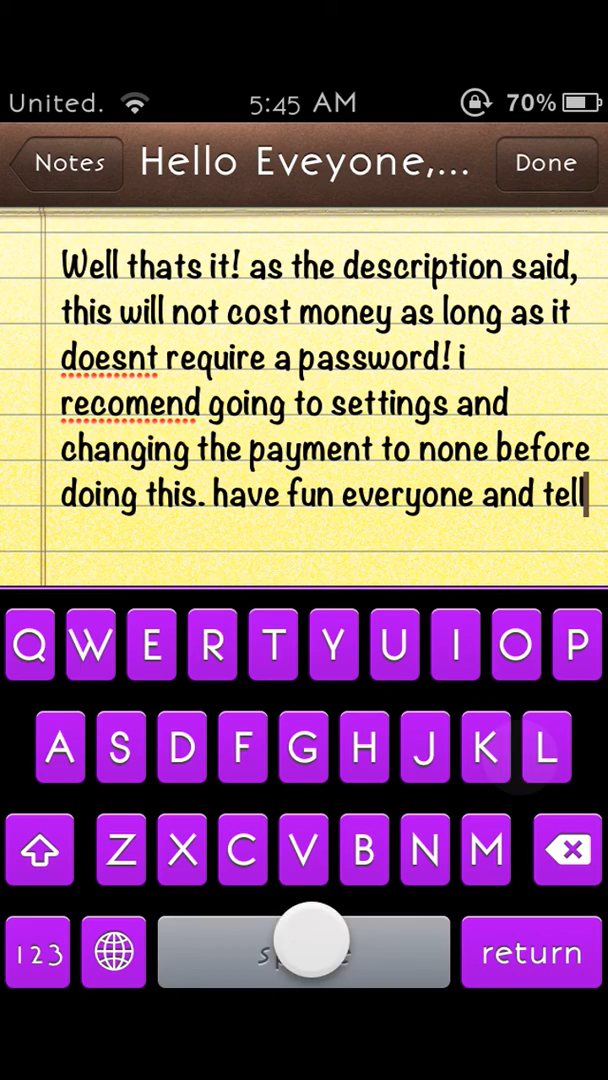 United. 5:45 AM 70%
Notes Hello Eveyone,... Done
Well thats it! as the description said,
this will not cost money as long as it
doesnt require a password! i
recomend going to settings and
changing the payment to none before
doing this. have fun everyone and tell
Q W E R T Y U I O P
A S D F G H J K L
Z X C V B N M
123 return